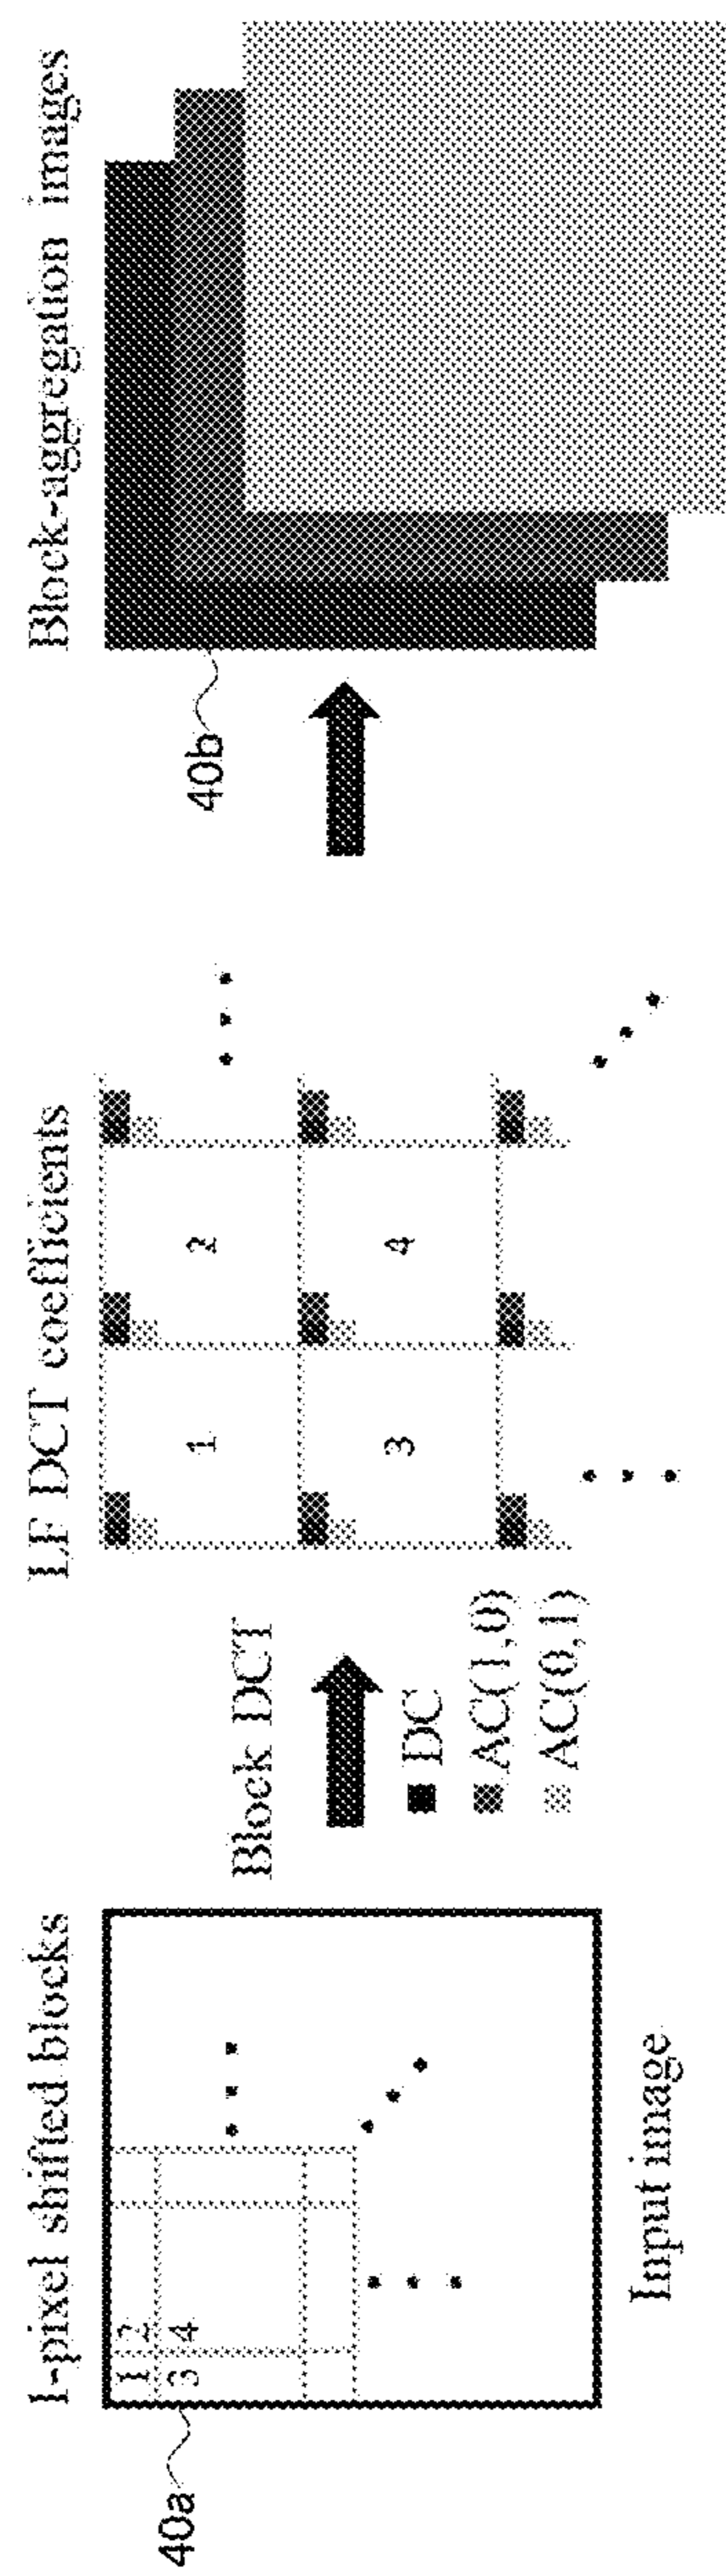 1-pixel shifted blocks
40a
1 2
3 4
Input image
Block DCT
DC
AC(1,0)
AC(0,1)
LF DCT coefficients
1 2
3 4
Block-aggregation images
40b